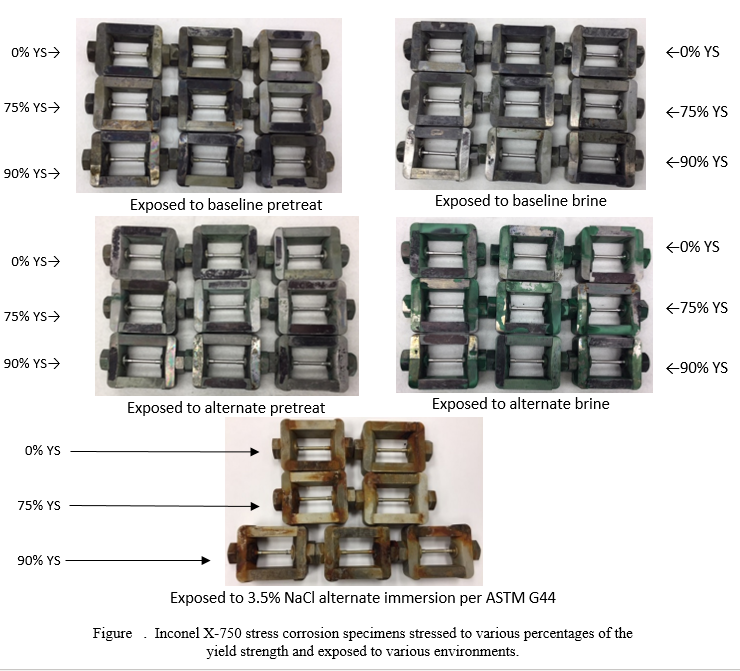 0% YS→
75% YS→
90% YS→
←0% YS
←75% YS
←90% YS
Exposed to baseline pretreat
Exposed to baseline brine
0% YS→
75% YS→
90% YS→
←0% YS
←75% YS
←90% YS
Exposed to alternate pretreat
Exposed to alternate brine
0% YS
75% YS
90% YS
Exposed to 3.5% NaCl alternate immersion per ASTM G44
Figure . Inconel X-750 stress corrosion specimens stressed to various percentages of the
yield strength and exposed to various environments.